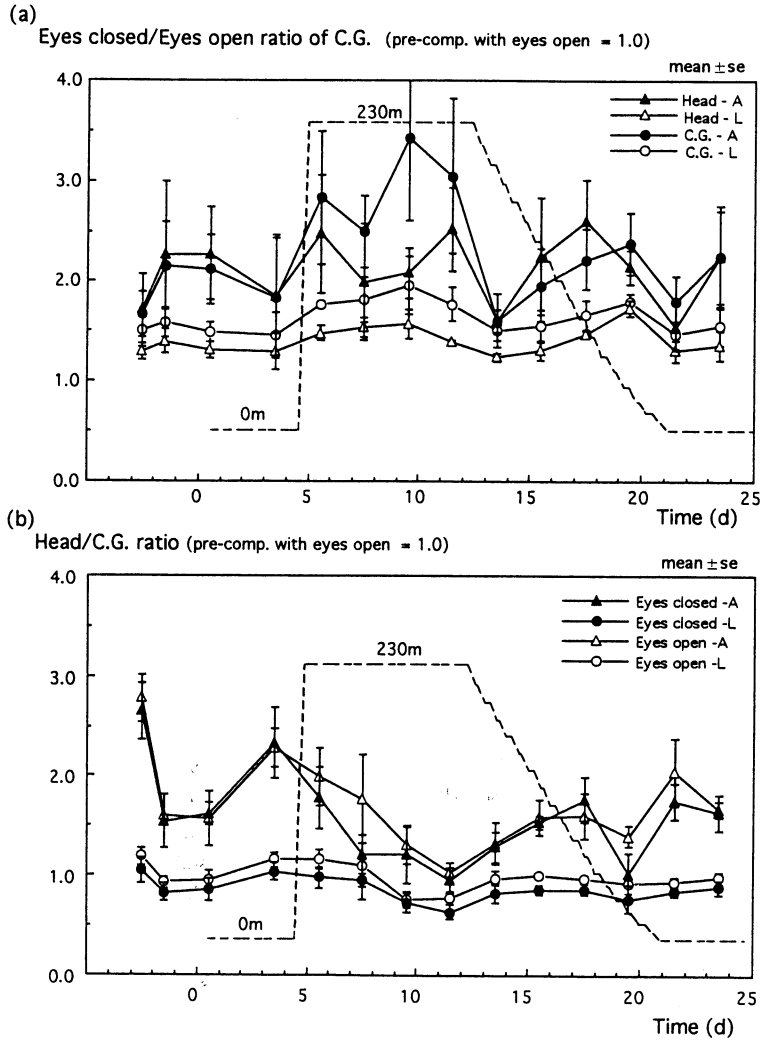 (a)
Eyes closed/Eyes open ratio of C.G. (pre-comp. with eyes open = 1.0)
mean ±se
4.0
3.0
2.0
1.0
0.0
230m
0m
Head - A
Head - L
C.G. - A
C.G. - L
0 5 10 15 20 25
Time (d)
(b)
Head/C.G. ratio (pre-comp. with eyes open = 1.0)
mean ±se
4.0
3.0
2.0
1.0
0.0
230m
0m
Eyes closed -A
Eyes closed -L
Eyes open -A
Eyes open -L
0 5 10 15 20 25
Time (d)